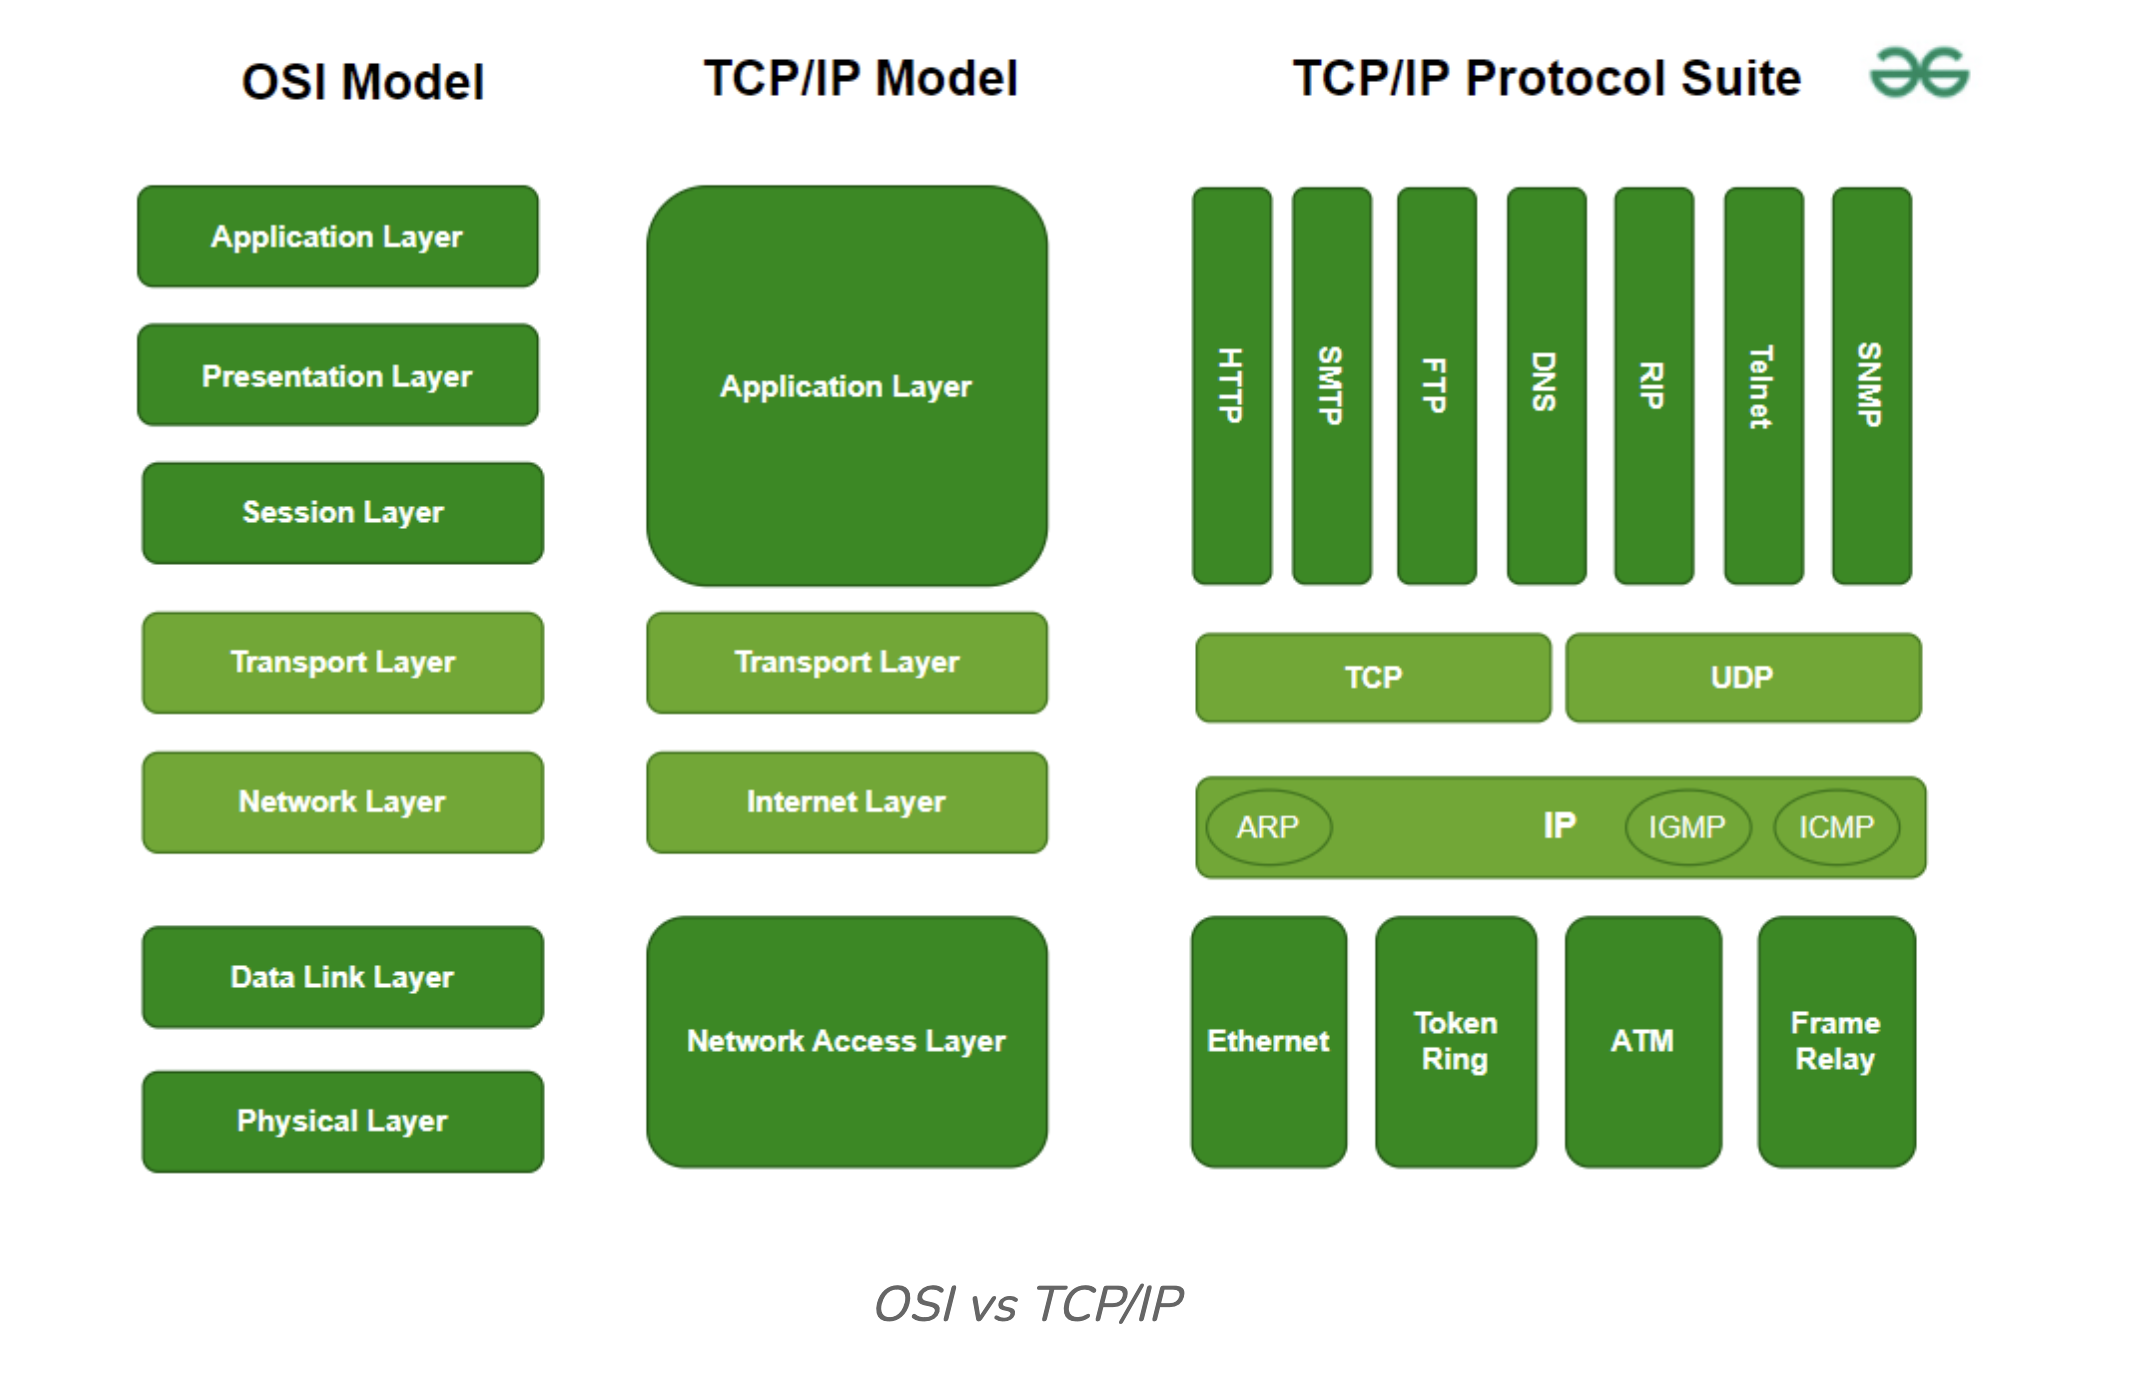 OSI Model
TCP/IP Model
TCP/IP Protocol Suite
Application Layer
Presentation Layer
Session Layer
Transport Layer
Network Layer
Data Link Layer
Physical Layer
Application Layer
Transport Layer
Internet Layer
Network Access Layer
HTTP
SMTP
FTP
DNS
RIP
Telnet
SNMP
TCP
UDP
ARP
IP
IGMP
ICMP
Ethernet
Token
Ring
ATM
Frame
Relay
OSI vs TCP/IP